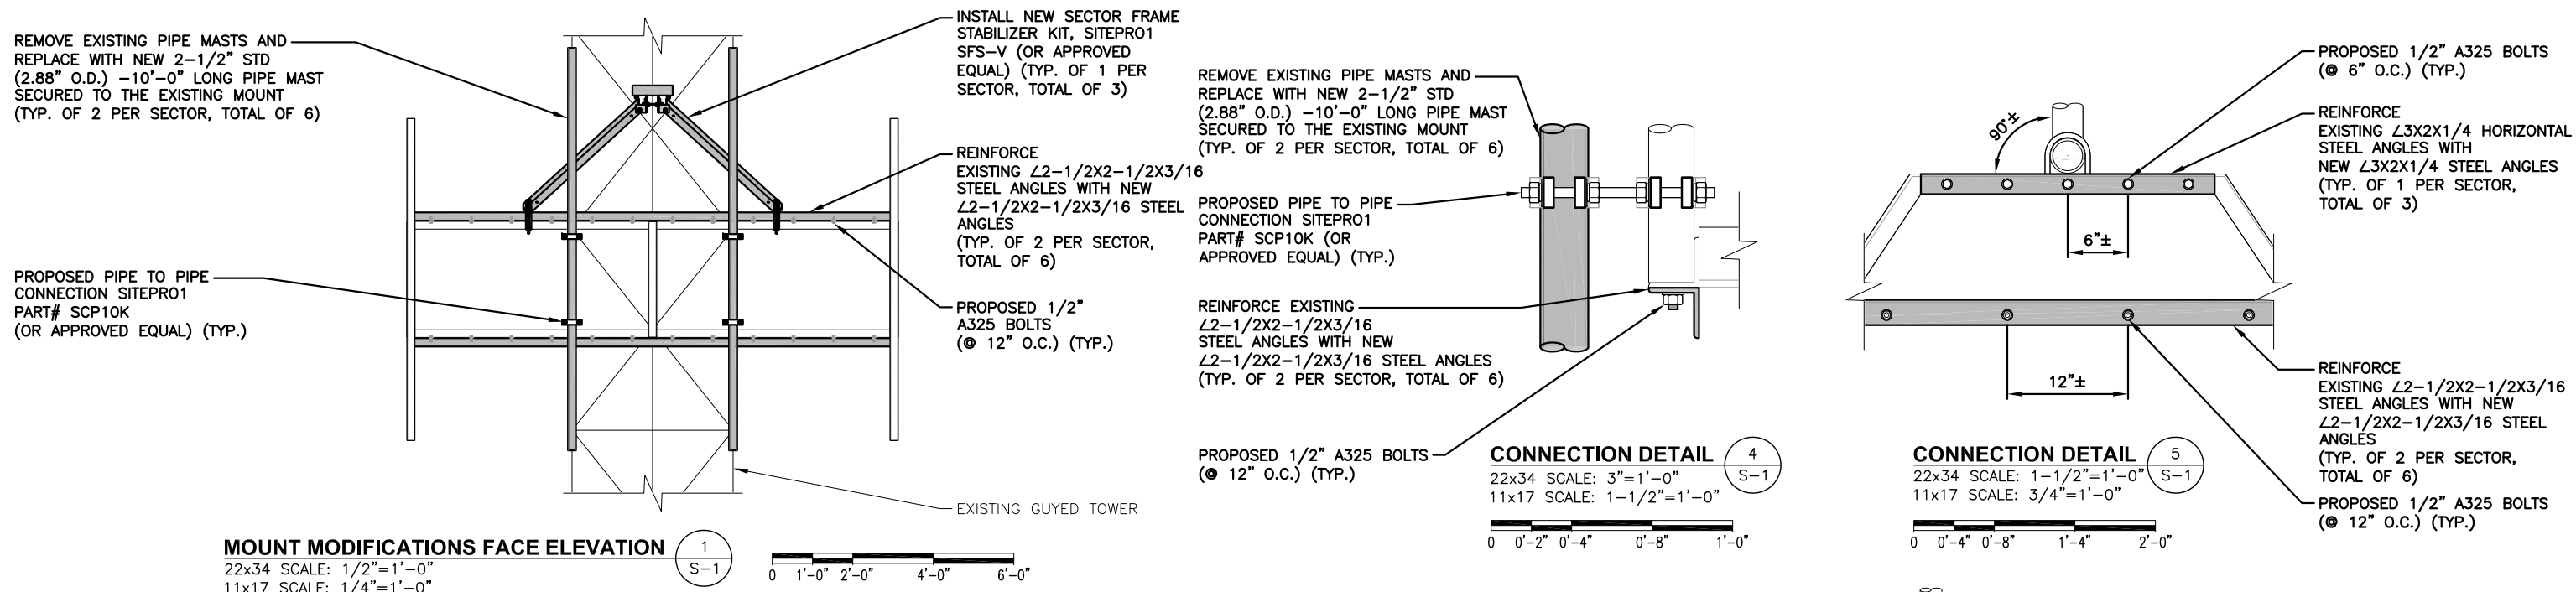 REMOVE EXISTING PIPE MASTS AND
REPLACE WITH NEW 2-1/2" STD
(2.88" O.D.) -10'-0" LONG PIPE MAST
SECURED TO THE EXISTING MOUNT
(TYP. OF 2 PER SECTOR, TOTAL OF 6)
PROPOSED PIPE TO PIPE
CONNECTION SITEPRO1
PART# SCP10K
(OR APPROVED EQUAL) (TYP.)
INSTALL NEW SECTOR FRAME
STABILIZER KIT, SITEPRO1
SFS-V (OR APPROVED
EQUAL) (TYP. OF 1 PER
SECTOR, TOTAL OF 3)
REINFORCE
EXISTING ∠2-1/2X2-1/2X3/16
STEEL ANGLES WITH NEW
∠2-1/2X2-1/2X3/16 STEEL
ANGLES
(TYP. OF 2 PER SECTOR,
TOTAL OF 6)
PROPOSED 1/2"
A325 BOLTS
(@ 12" O.C.) (TYP.)
EXISTING GUYED TOWER
MOUNT MODIFICATIONS FACE ELEVATION
1
S-1
22x34 SCALE: 1/2"=1'-0"
11x17 SCALE: 1/4"=1'-0"
0 1'-0" 2'-0" 4'-0" 6'-0"
REMOVE EXISTING PIPE MASTS AND
REPLACE WITH NEW 2-1/2" STD
(2.88" O.D.) -10'-0" LONG PIPE MAST
SECURED TO THE EXISTING MOUNT
(TYP. OF 2 PER SECTOR, TOTAL OF 6)
PROPOSED PIPE TO PIPE
CONNECTION SITEPRO1
PART# SCP10K (OR
APPROVED EQUAL) (TYP.)
REINFORCE EXISTING
∠2-1/2X2-1/2X3/16
STEEL ANGLES WITH NEW
∠2-1/2X2-1/2X3/16 STEEL ANGLES
(TYP. OF 2 PER SECTOR, TOTAL OF 6)
PROPOSED 1/2" A325 BOLTS
(@ 12" O.C.) (TYP.)
CONNECTION DETAIL
4
S-1
22x34 SCALE: 3"=1'-0"
11x17 SCALE: 1-1/2"=1'-0"
0 0'-2" 0'-4" 0'-8" 1'-0"
90°±
6"±
12"±
PROPOSED 1/2" A325 BOLTS
(@ 6" O.C.) (TYP.)
REINFORCE
EXISTING ∠3X2X1/4 HORIZONTAL
STEEL ANGLES WITH
NEW ∠3X2X1/4 STEEL ANGLES
(TYP. OF 1 PER SECTOR,
TOTAL OF 3)
REINFORCE
EXISTING ∠2-1/2X2-1/2X3/16
STEEL ANGLES WITH NEW
∠2-1/2X2-1/2X3/16 STEEL
ANGLES
(TYP. OF 2 PER SECTOR,
TOTAL OF 6)
PROPOSED 1/2" A325 BOLTS
(@ 12" O.C.) (TYP.)
CONNECTION DETAIL
5
S-1
22x34 SCALE: 1-1/2"=1'-0"
11x17 SCALE: 3/4"=1'-0"
0 0'-4" 0'-8" 1'-4" 2'-0"